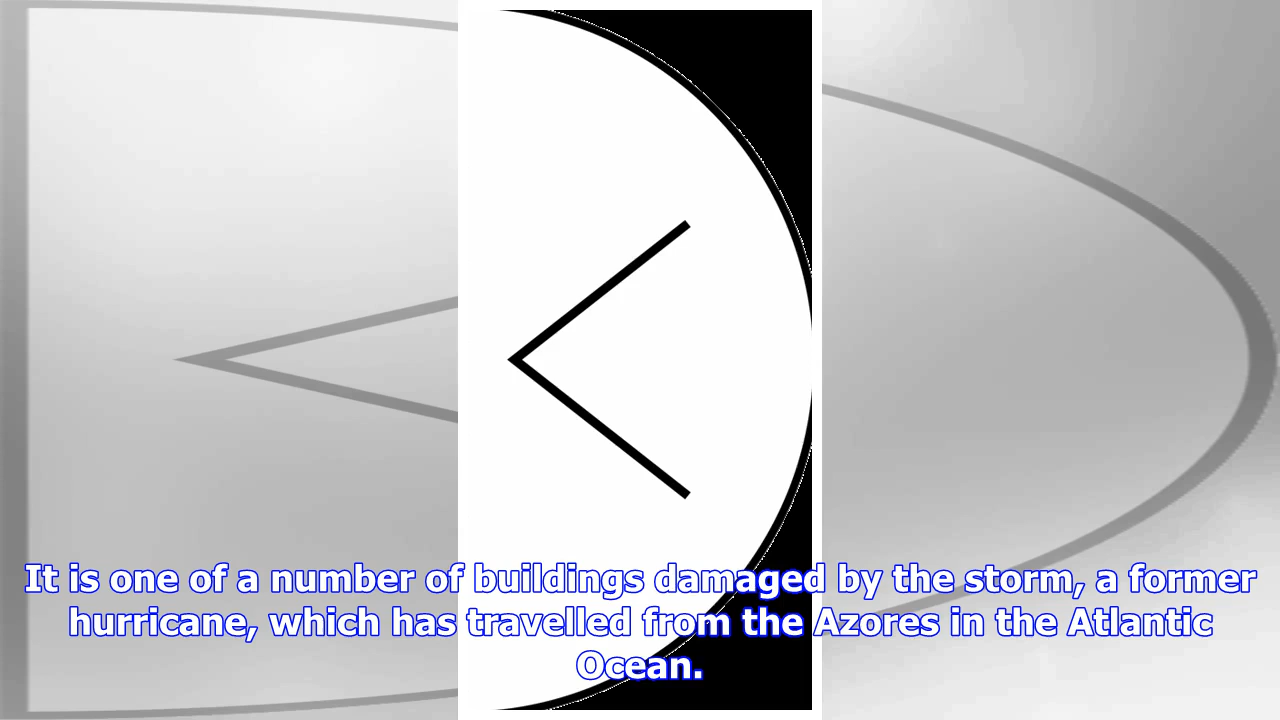 It is one of a number of buildings damaged by the storm, a former
hurricane, which has travelled from the Azores in the Atlantic
Ocean.